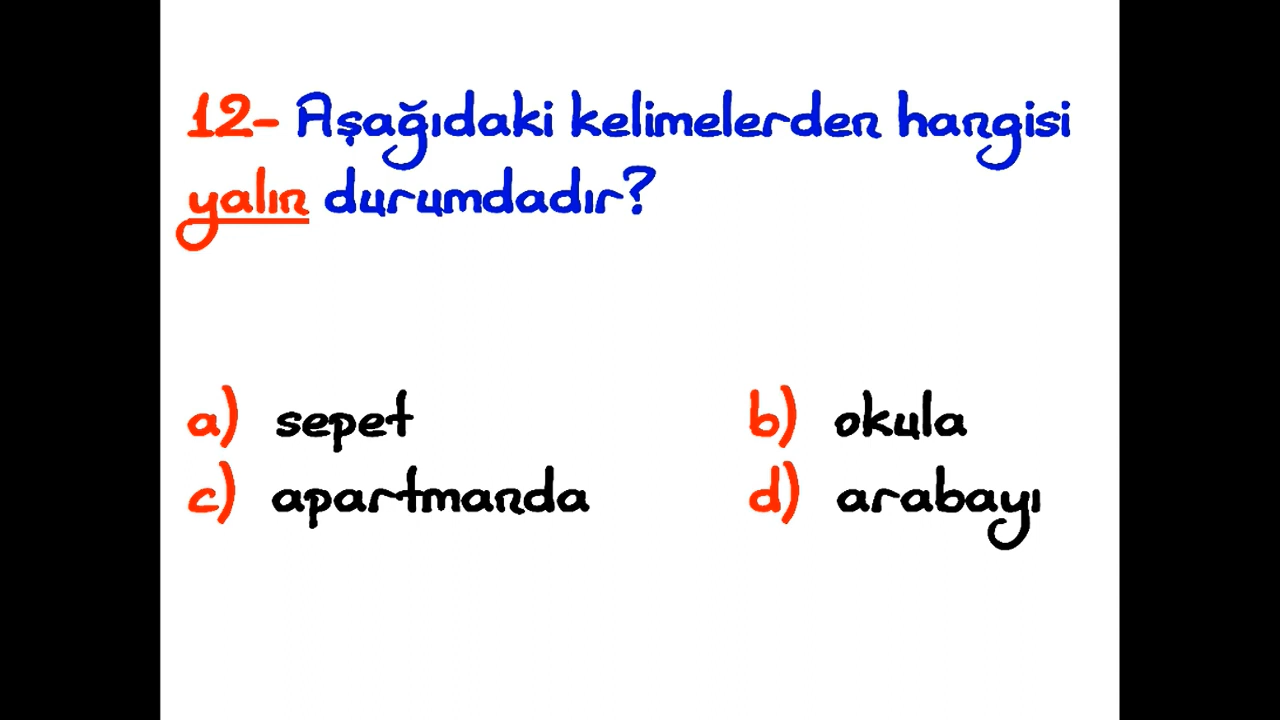 12- Aşağıdaki kelimelerden hangisi
yalın durumdadır?
a) sepet b) okula
c) apartmanda d) arabayı